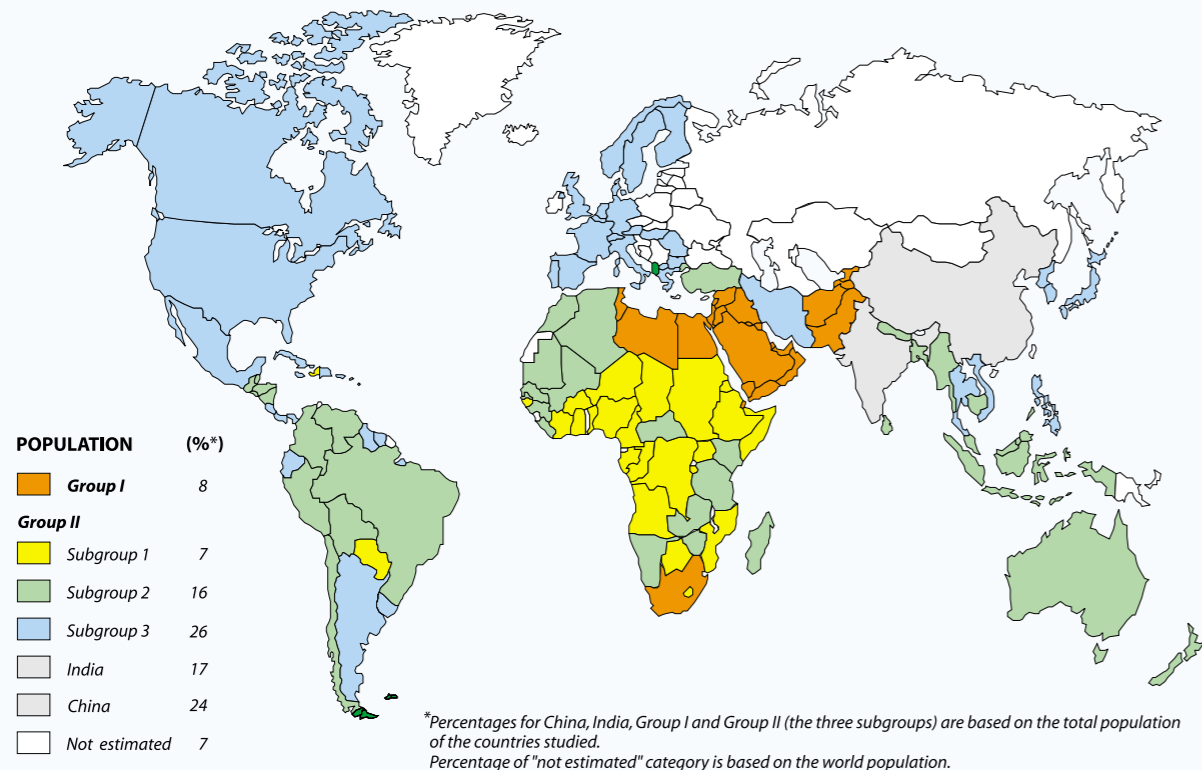 POPULATION (%*)
Group I 8
Group II
Subgroup 1 7
Subgroup 2 16
Subgroup 3 26
India 17
China 24
Not estimated 7
*Percentages for China, India, Group I and Group II (the three subgroups) are based on the total population
of the countries studied.
Percentage of "not estimated" category is based on the world population.